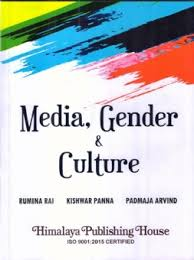 Media, Gender
&
Culture
RUMINA RAI KISHWAR PANNA PADMAJA ARVIND
Himalaya Publishing House
ISO 9001:2015 CERTIFIED